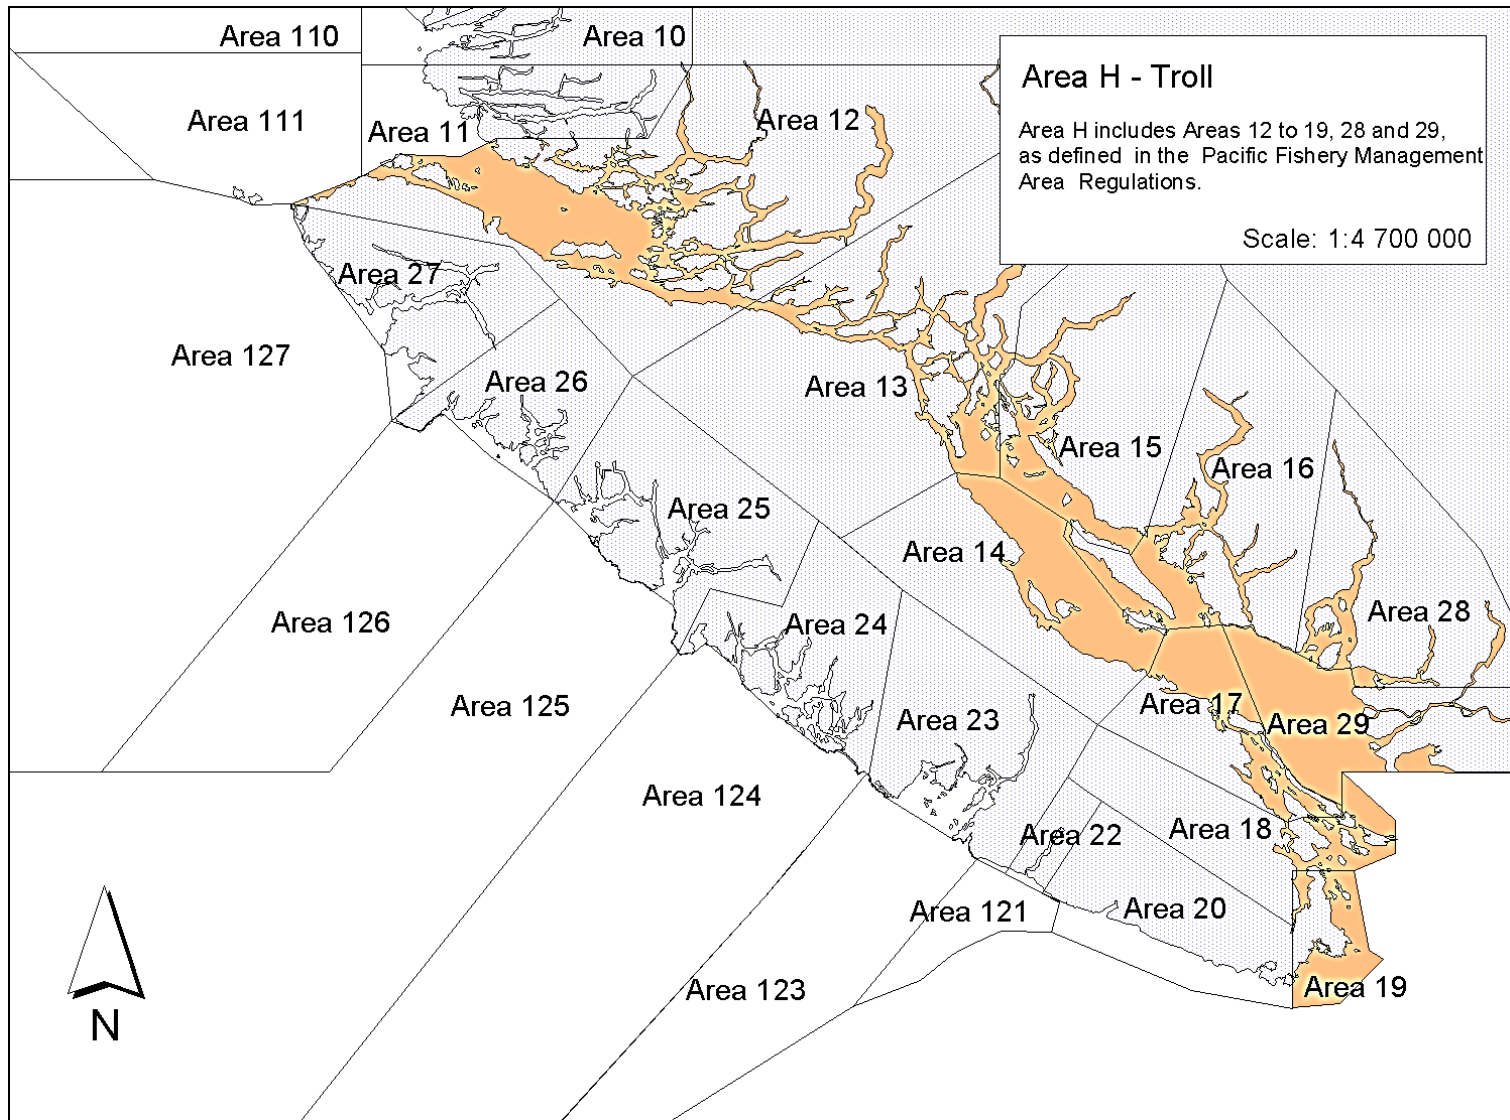 Area 110
Area 10
Area H - Troll
Area 111
Area 11
Area 12
Area H includes Areas 12 to 19, 28 and 29,
as defined in the Pacific Fishery Management
Area Regulations.
Scale: 1:4 700 000
Area 27
Area 127
Area 26
Area 13
Area 15
Area 16
Area 25
Area 14
Area 126
Area 24
Area 28
Area 125
Area 23
Area 17
Area 29
Area 124
Area 22
Area 18
Area 121
Area 20
Area 123
Area 19
N